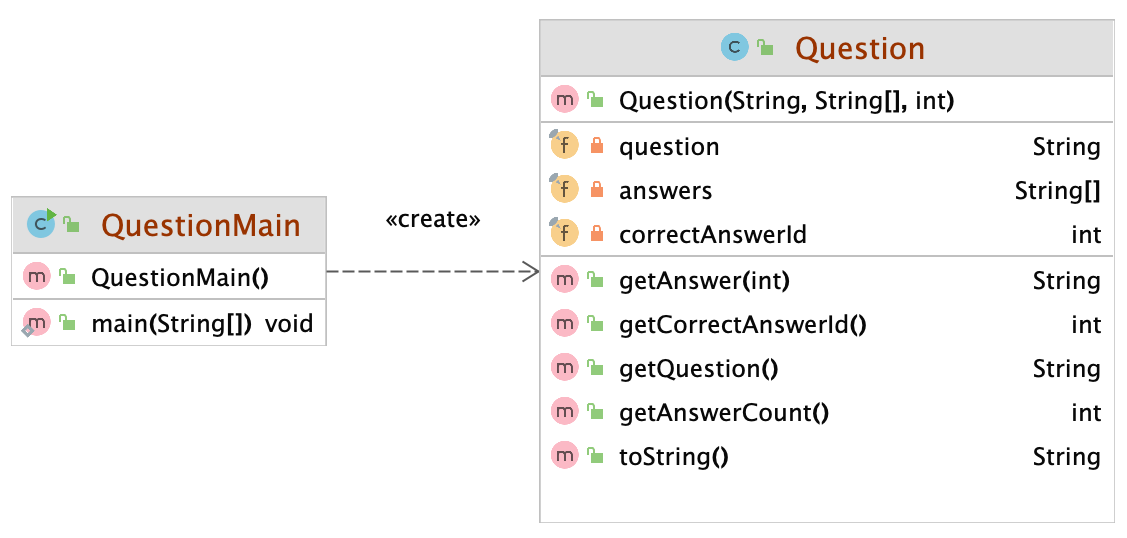 QuestionMain
QuestionMain()
main(String[]) void
«create»
Question
Question(String, String[], int)
question String
answers String[]
correctAnswerId int
getAnswer(int) String
getCorrectAnswerId() int
getQuestion() String
getAnswerCount() int
toString() String